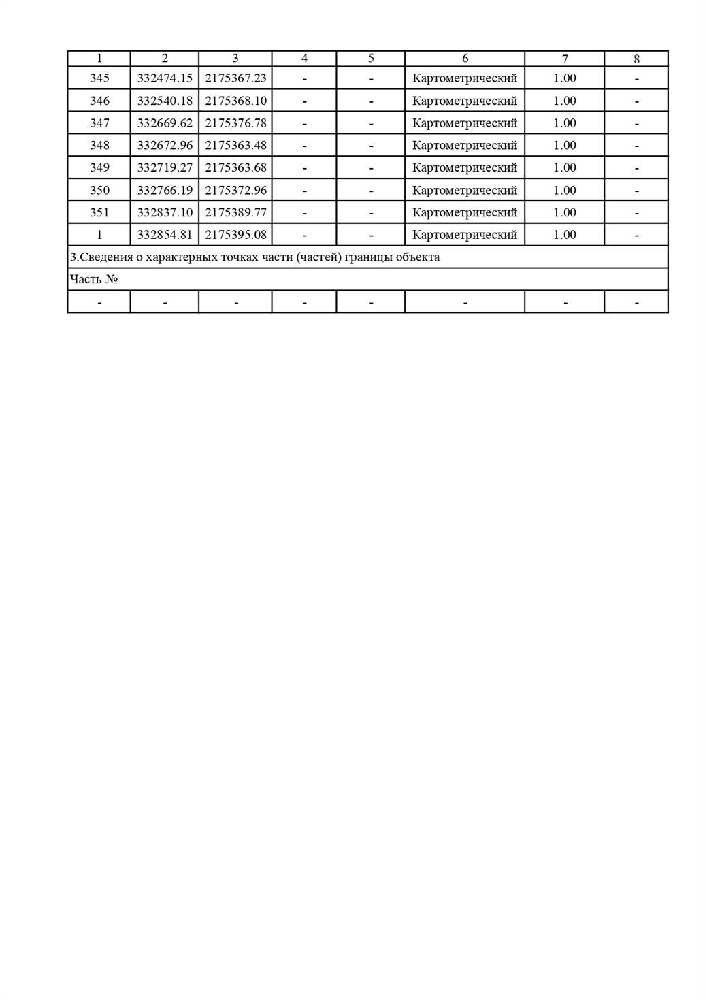 1 2 3 4 5 6 7 8
345 332474.15 2175367.23 - - Картометрический 1.00 -
346 332540.18 2175368.10 - - Картометрический 1.00 -
347 332669.62 2175376.78 - - Картометрический 1.00 -
348 332672.96 2175363.48 - - Картометрический 1.00 -
349 332719.27 2175363.68 - - Картометрический 1.00 -
350 332766.19 2175372.96 - - Картометрический 1.00 -
351 332837.10 2175389.77 - - Картометрический 1.00 -
1 332854.81 2175395.08 - - Картометрический 1.00 -
3.Сведения о характерных точках части (частей) границы объекта
Часть №
- - - - - - - -